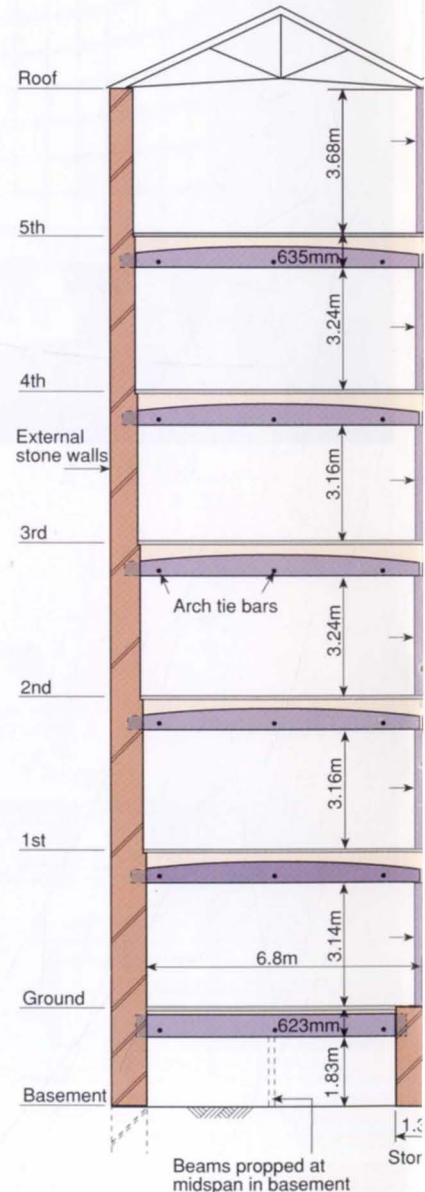 Roof
3.68m
5th
635mm
3.24m
4th
External
stone walls
3.16m
3rd
Arch tie bars
3.24m
2nd
3.16m
1st
3.14m
6.8m
Ground
623mm
1.83m
Basement
Beams propped at
midspan in basement